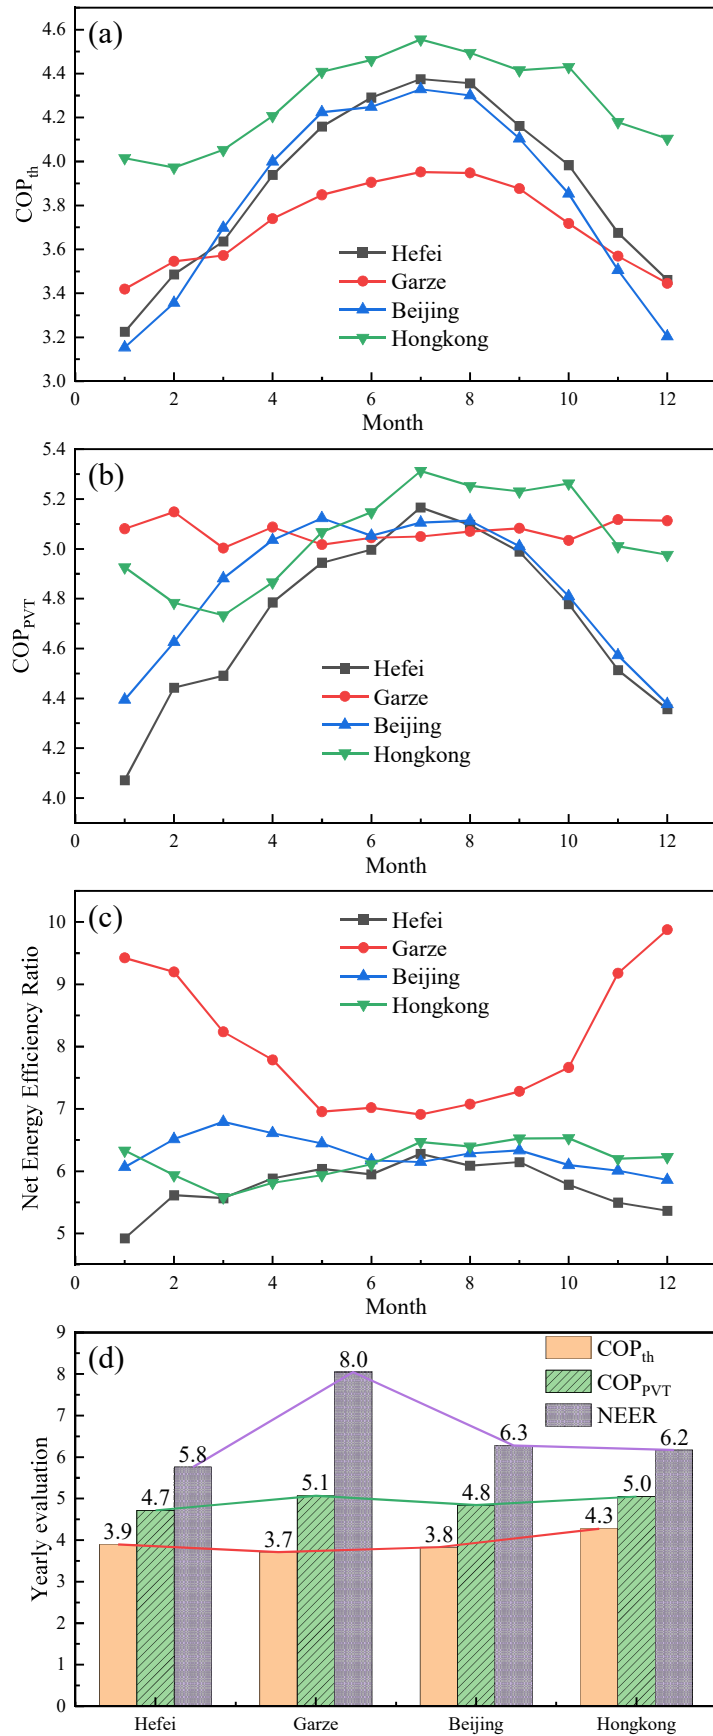 (a)
4.6
4.4
4.2
4.0
3.8
3.6
3.4
3.2
3.0
COPth
Hefei
Garze
Beijing
Hongkong
0 2 4 6 8 10 12
Month
(b)
5.4
5.2
5.0
4.8
4.6
4.4
4.2
4.0
COPPVT
Hefei
Garze
Beijing
Hongkong
0 2 4 6 8 10 12
Month
(c)
10
9
8
7
6
5
Net Energy Efficiency Ratio
Hefei
Garze
Beijing
Hongkong
0 2 4 6 8 10 12
Month
(d)
9
8
7
6
5
4
3
2
1
0
Yearly evaluation
COPth
COPPVT
NEER
3.9 4.7 5.8
3.7 5.1 8.0
3.8 4.8 6.3
4.3 5.0 6.2
Hefei Garze Beijing Hongkong